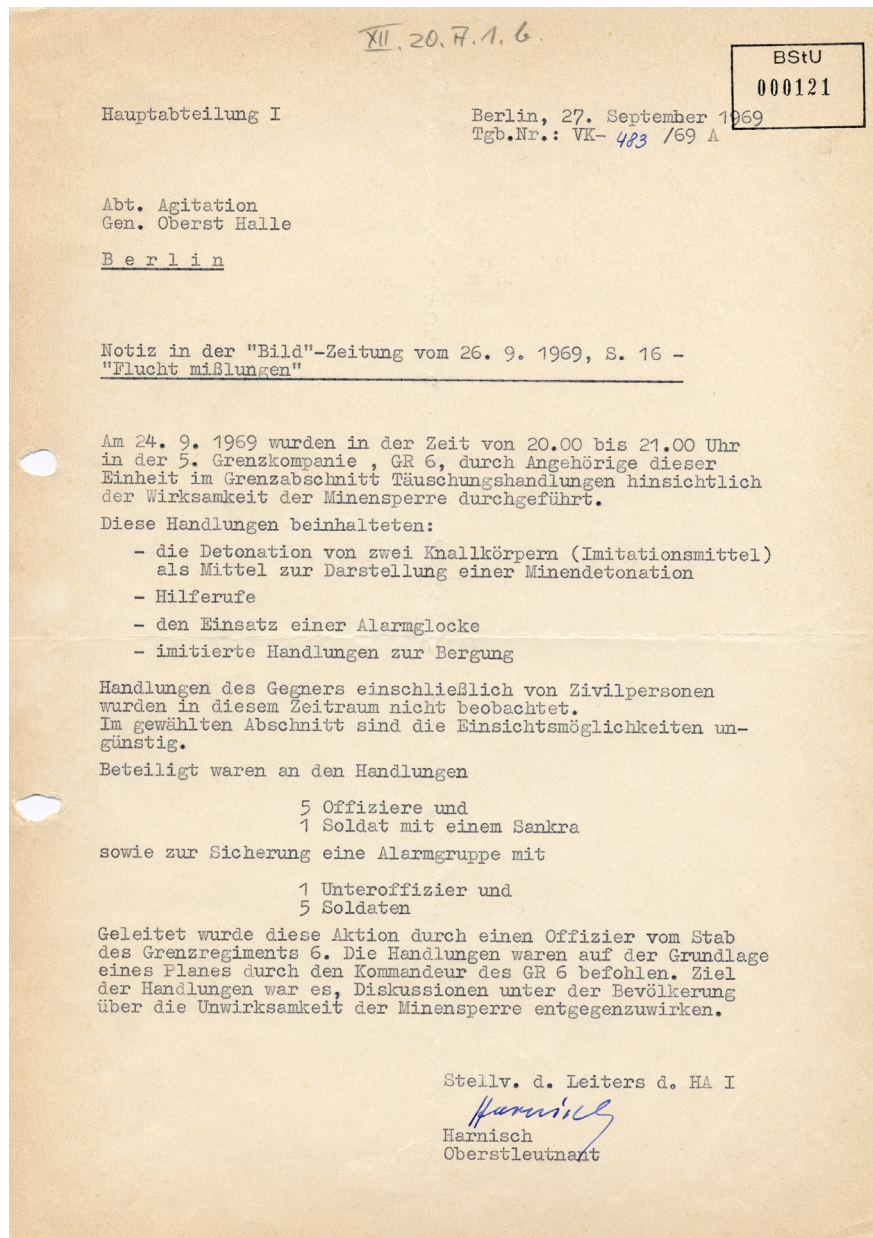 XII. 20. A. 1. b.
BStU
000121
Hauptabteilung I
Berlin, 27. September 1969
Tgb.Nr.: VK- 483 /69 A
Abt. Agitation
Gen. Oberst Halle
B e r l i n
Notiz in der "Bild"-Zeitung vom 26. 9. 1969, S. 16 -
"Flucht mißlungen"
Am 24. 9. 1969 wurden in der Zeit von 20.00 bis 21.00 Uhr
in der 5. Grenzkompanie , GR 6, durch Angehörige dieser
Einheit im Grenzabschnitt Täuschungshandlungen hinsichtlich
der Wirksamkeit der Minensperre durchgeführt.
Diese Handlungen beinhalteten:
- die Detonation von zwei Knallkörpern (Imitationsmittel)
als Mittel zur Darstellung einer Minendetonation
- Hilferufe
- den Einsatz einer Alarmglocke
- imitierte Handlungen zur Bergung
Handlungen des Gegners einschließlich von Zivilpersonen
wurden in diesem Zeitraum nicht beobachtet.
Im gewählten Abschnitt sind die Einsichtsmöglichkeiten un-
günstig.
Beteiligt waren an den Handlungen
5 Offiziere und
1 Soldat mit einem Sankra
sowie zur Sicherung eine Alarmgruppe mit
1 Unteroffizier und
5 Soldaten
Geleitet wurde diese Aktion durch einen Offizier vom Stab
des Grenzregiments 6. Die Handlungen waren auf der Grundlage
eines Planes durch den Kommandeur des GR 6 befohlen. Ziel
der Handlungen war es, Diskussionen unter der Bevölkerung
über die Unwirksamkeit der Minensperre entgegenzuwirken.
Stellv. d. Leiters d. HA I
Harnisch
Harnisch
Oberstleutnant